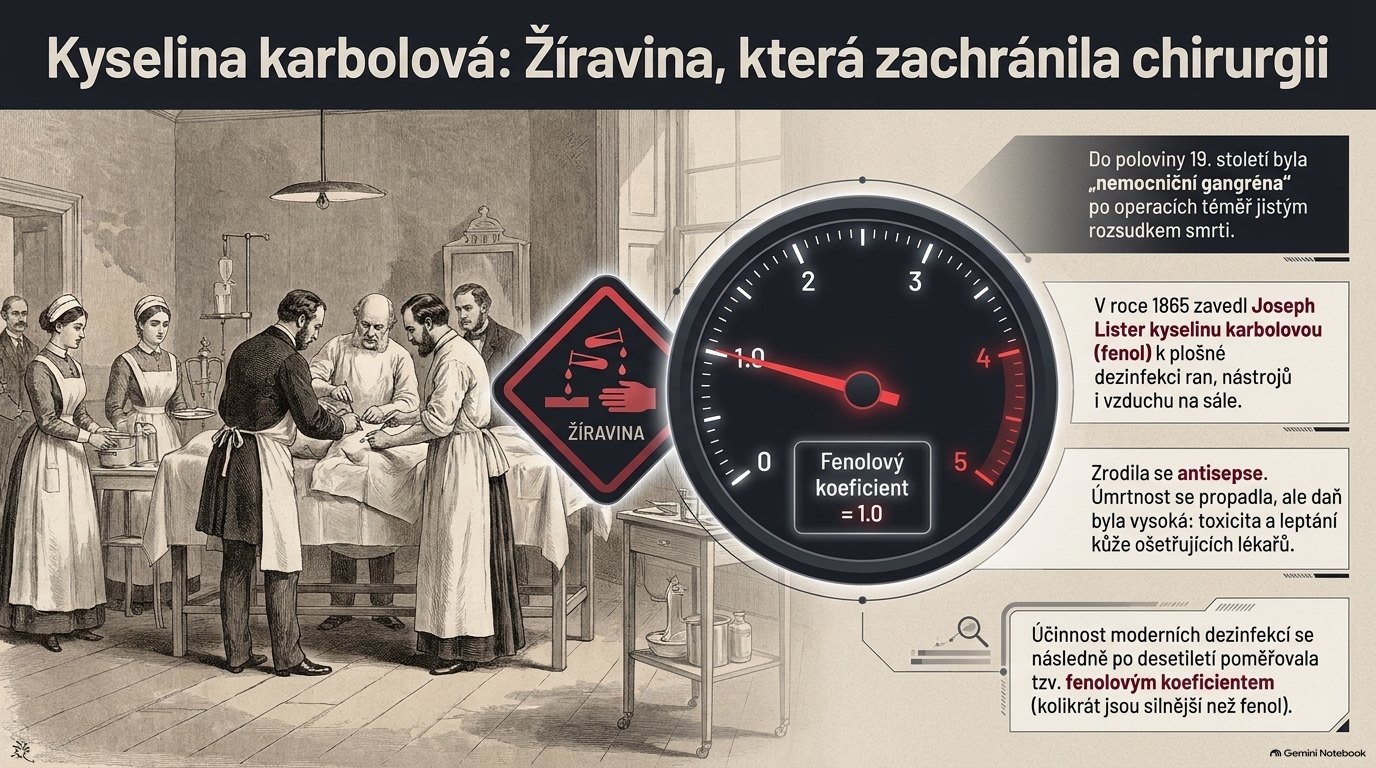 Kyselina karbolová: Žíravina, která zachránila chirurgii
Do poloviny 19. století byla
„nemocniční gangréna“
po operacích téměř jistým
rozsudkem smrti.
V roce 1865 zavedl Joseph
Lister kyselinu karbolovou
(fenol) k plošné
dezinfekci ran, nástrojů
i vzduchu na sále.
Zrodila se antisepse.
Úmrtnost se propadla, ale daň
byla vysoká: toxicita a leptání
kůže ošetřujících lékařů.
Účinnost moderních dezinfekcí se
následně po desetiletí poměřovala
tzv. fenolovým koeficientem
(kolikrát jsou silnější než fenol).
ŽÍRAVINA
0
1.0
2
3
4
5
Fenolový
koeficient
= 1.0
Gemini Notebook